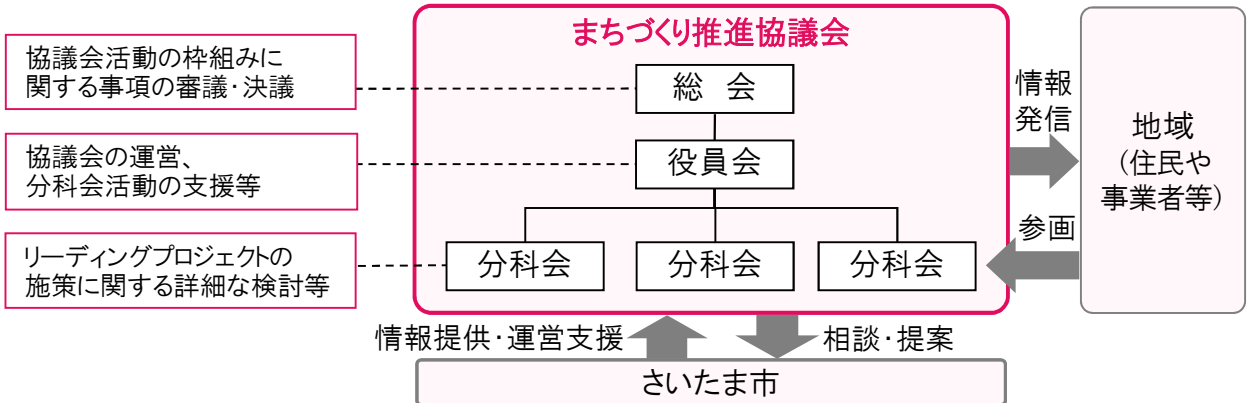 まちづくり推進協議会
協議会活動の枠組みに
関する事項の審議・決議
総 会
協議会の運営、
分科会活動の支援等
役員会
リーディングプロジェクトの
施策に関する詳細な検討等
分科会
分科会
分科会
情報
発信
参画
地域
(住民や
事業者等)
情報提供・運営支援
相談・提案
さいたま市